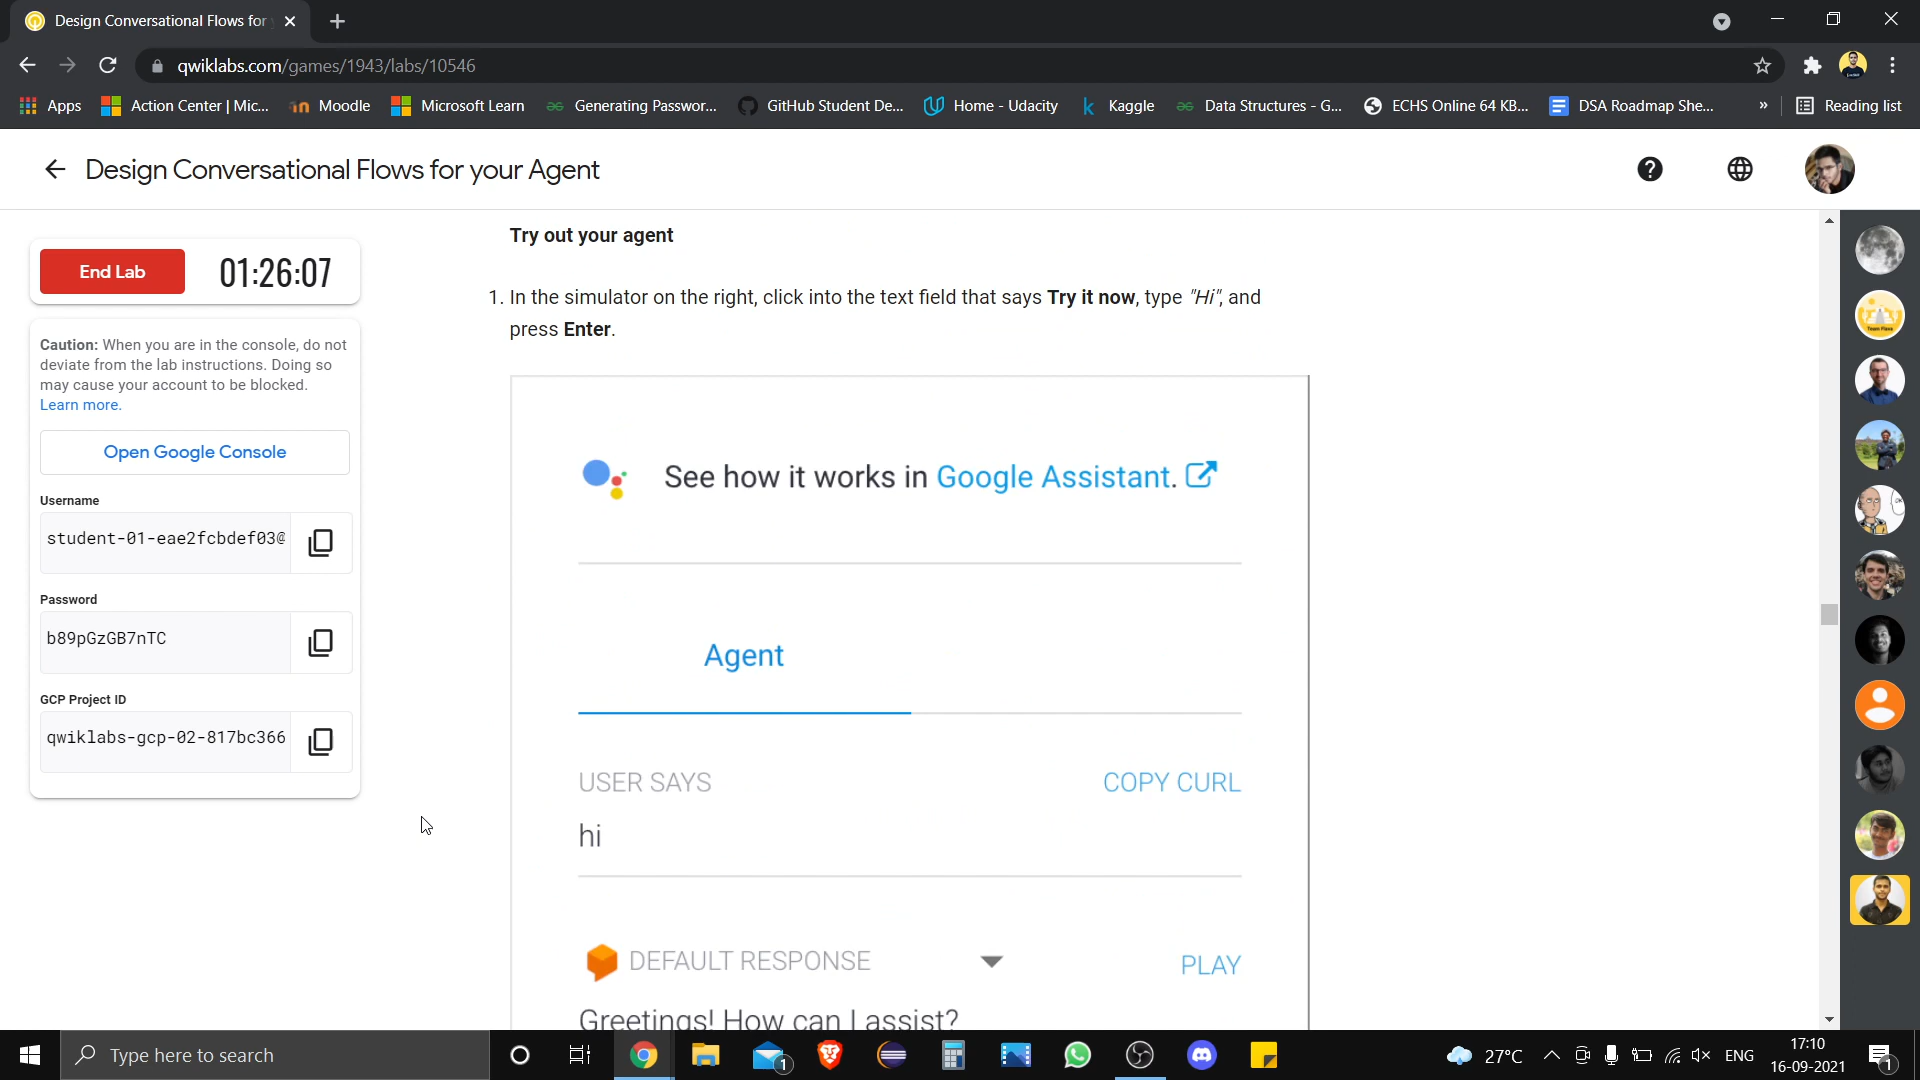 Design Conversational Flows for
qwiklabs.com/games/1943/labs/10546
Apps
Action Center | Mic...
Moodle
Microsoft Learn
Generating Passwor...
GitHub Student De...
Home - Udacity
Kaggle
Data Structures - G...
ECHS Online 64 KB...
DSA Roadmap She...
»
Reading list
Design Conversational Flows for your Agent
End Lab
01:26:07
Caution: When you are in the console, do not
deviate from the lab instructions. Doing so
may cause your account to be blocked.
Learn more.
Open Google Console
Username
student-01-eae2fcbdef03@
Password
b89pGzGB7nTC
GCP Project ID
qwiklabs-gcp-02-817bc366
Try out your agent
1. In the simulator on the right, click into the text field that says Try it now, type "Hi", and
press Enter.
See how it works in Google Assistant.
Agent
USER SAYS
COPY CURL
hi
DEFAULT RESPONSE
PLAY
Greetings! How can I assist?
Type here to search
1
27°C
ENG
17:10
16-09-2021
1